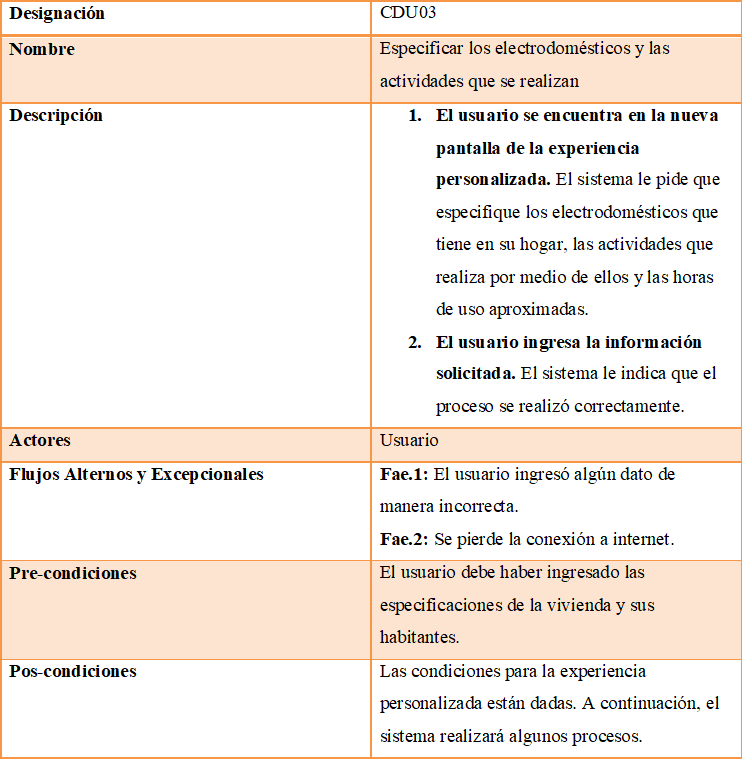 Designación
CDU03
Nombre
Especificar los electrodomésticos y las
actividades que se realizan
Descripción
1. El usuario se encuentra en la nueva
pantalla de la experiencia
personalizada. El sistema le pide que
especifique los electrodomésticos que
tiene en su hogar, las actividades que
realiza por medio de ellos y las horas
de uso aproximadas.
2. El usuario ingresa la información
solicitada. El sistema le indica que el
proceso se realizó correctamente.
Actores
Usuario
Flujos Alternos y Excepcionales
Fae.1: El usuario ingresó algún dato de
manera incorrecta.
Fae.2: Se pierde la conexión a internet.
Pre-condiciones
El usuario debe haber ingresado las
especificaciones de la vivienda y sus
habitantes.
Pos-condiciones
Las condiciones para la experiencia
personalizada están dadas. A continuación, el
sistema realizará algunos procesos.